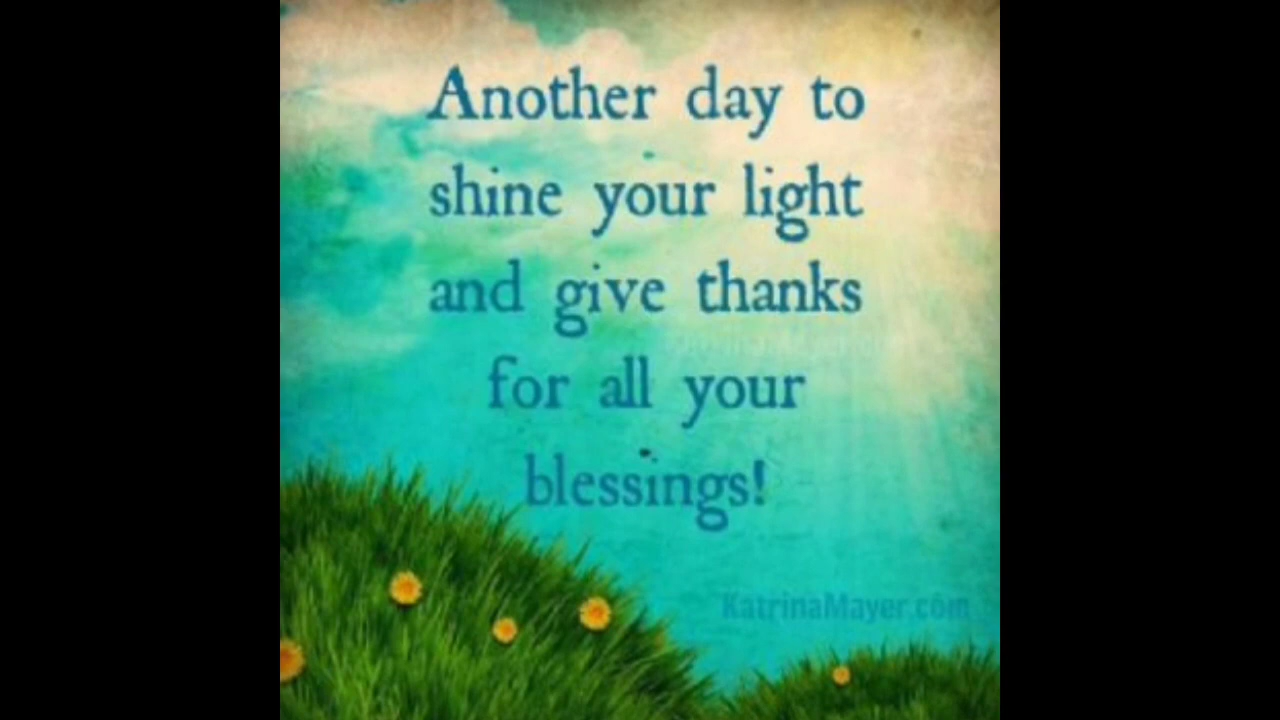 Another day to
shine your light
and give thanks
for all your
blessings!
KatrinaMayer.com